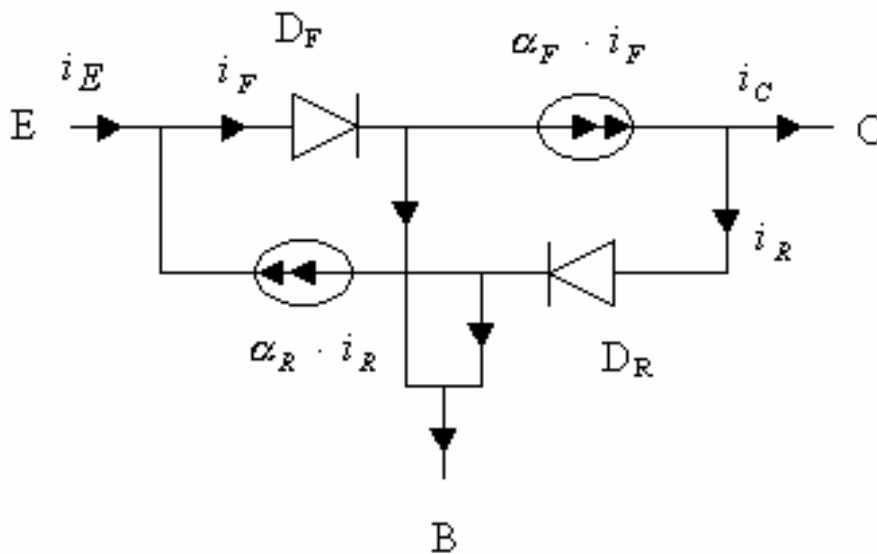 D_F α_F · i_F
i_E i_F i_C
E C
i_R
α_R · i_R D_R
B